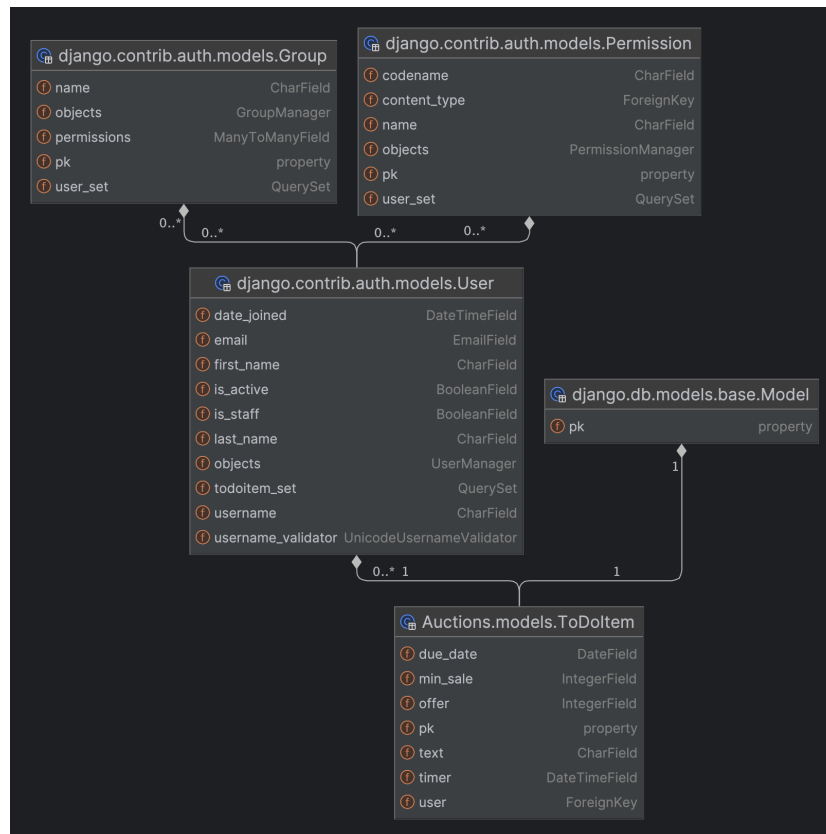 django.contrib.auth.models.Group
name CharField
objects GroupManager
permissions ManyToManyField
pk property
user_set QuerySet
django.contrib.auth.models.Permission
codename CharField
content_type ForeignKey
name CharField
objects PermissionManager
pk property
user_set QuerySet
0..*
0..*
0..*
0..*
django.contrib.auth.models.User
date_joined DateTimeField
email EmailField
first_name CharField
is_active BooleanField
is_staff BooleanField
last_name CharField
objects UserManager
todoitem_set QuerySet
username CharField
username_validator UnicodeUsernameValidator
django.db.models.base.Model
pk property
1
0..* 1
1
Auctions.models.ToDoItem
due_date DateField
min_sale IntegerField
offer IntegerField
pk property
text CharField
timer DateTimeField
user ForeignKey